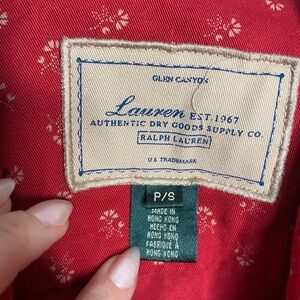 GLEN CANYON
Lauren EST. 1967
AUTHENTIC DRY GOODS SUPPLY CO.
RALPH LAUREN
U.S. TRADEMARK
P/S
MADE IN
HONG KONG
HECHO EN
HONG KONG
FABRIQUÉ À
HONG KONG